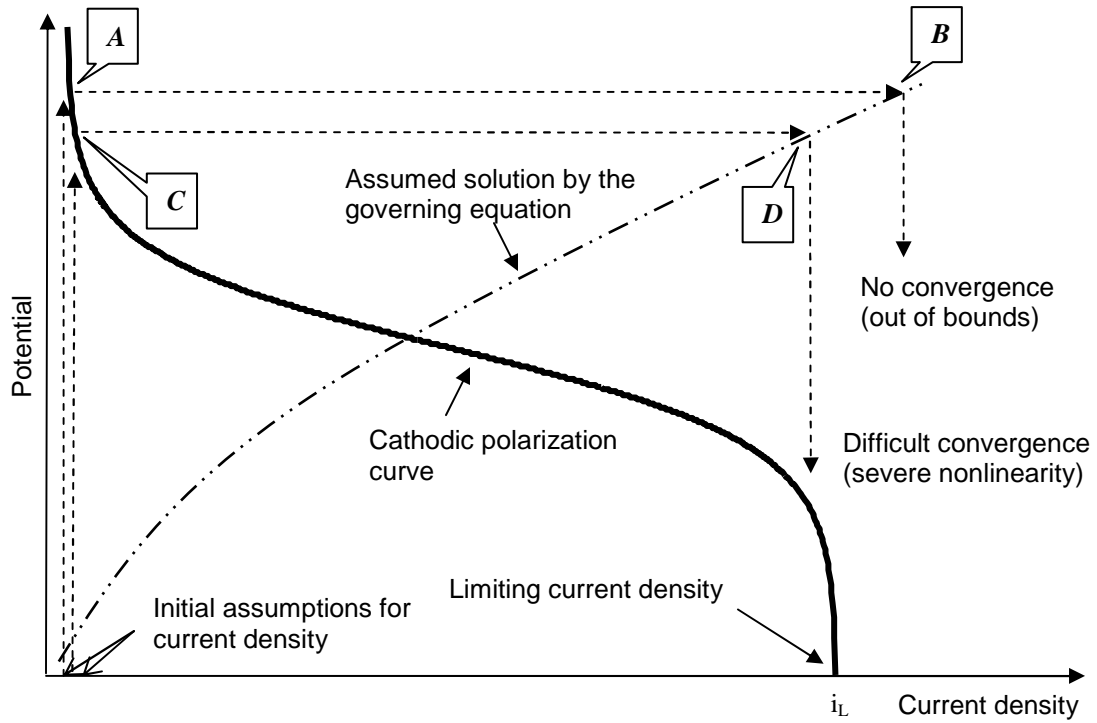 A
B
Assumed solution by the
governing equation
C
D
No convergence
(out of bounds)
Potential
Cathodic polarization
curve
Difficult convergence
(severe nonlinearity)
Limiting current density
Initial assumptions for
current density
iL
Current density